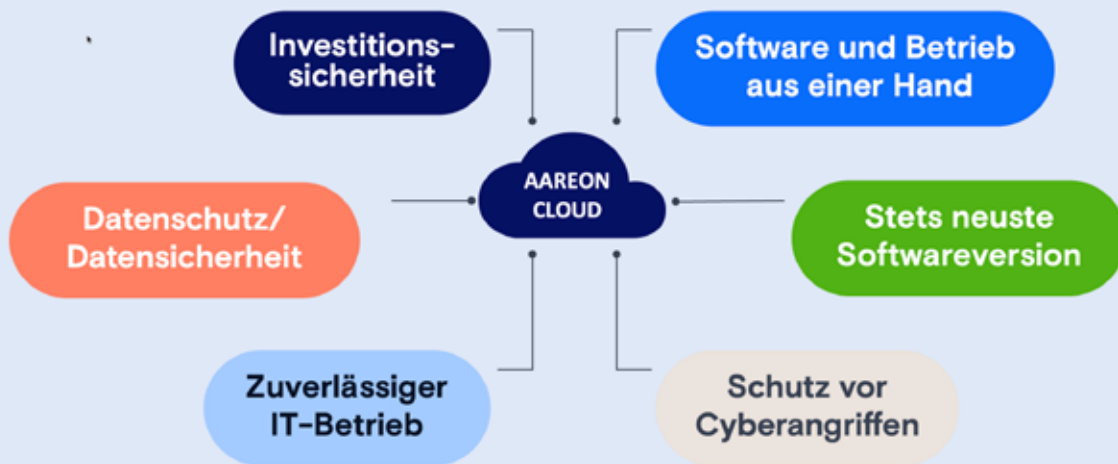 Investitions-
sicherheit
Software und Betrieb
aus einer Hand
AAREON
CLOUD
Datenschutz/
Datensicherheit
Stets neuste
Softwareversion
Zuverlässiger
IT-Betrieb
Schutz vor
Cyberangriffen